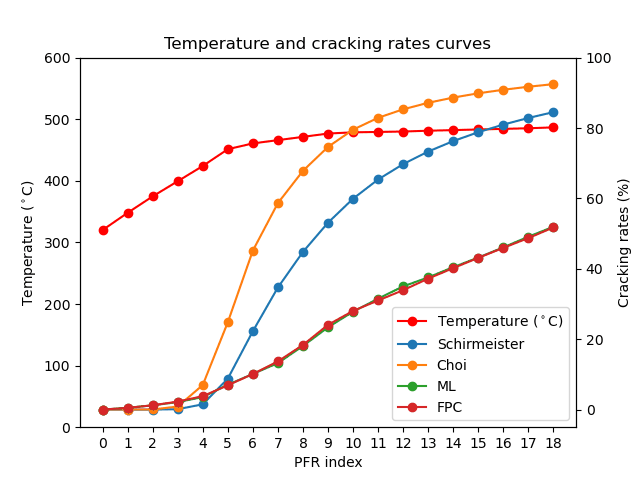 Temperature and cracking rates curves
600
500
400
300
200
100
0
Temperature (°C)
100
80
60
40
20
0
Cracking rates (%)
Temperature (°C)
Schirmeister
Choi
ML
FPC
0 1 2 3 4 5 6 7 8 9 10 11 12 13 14 15 16 17 18
PFR index